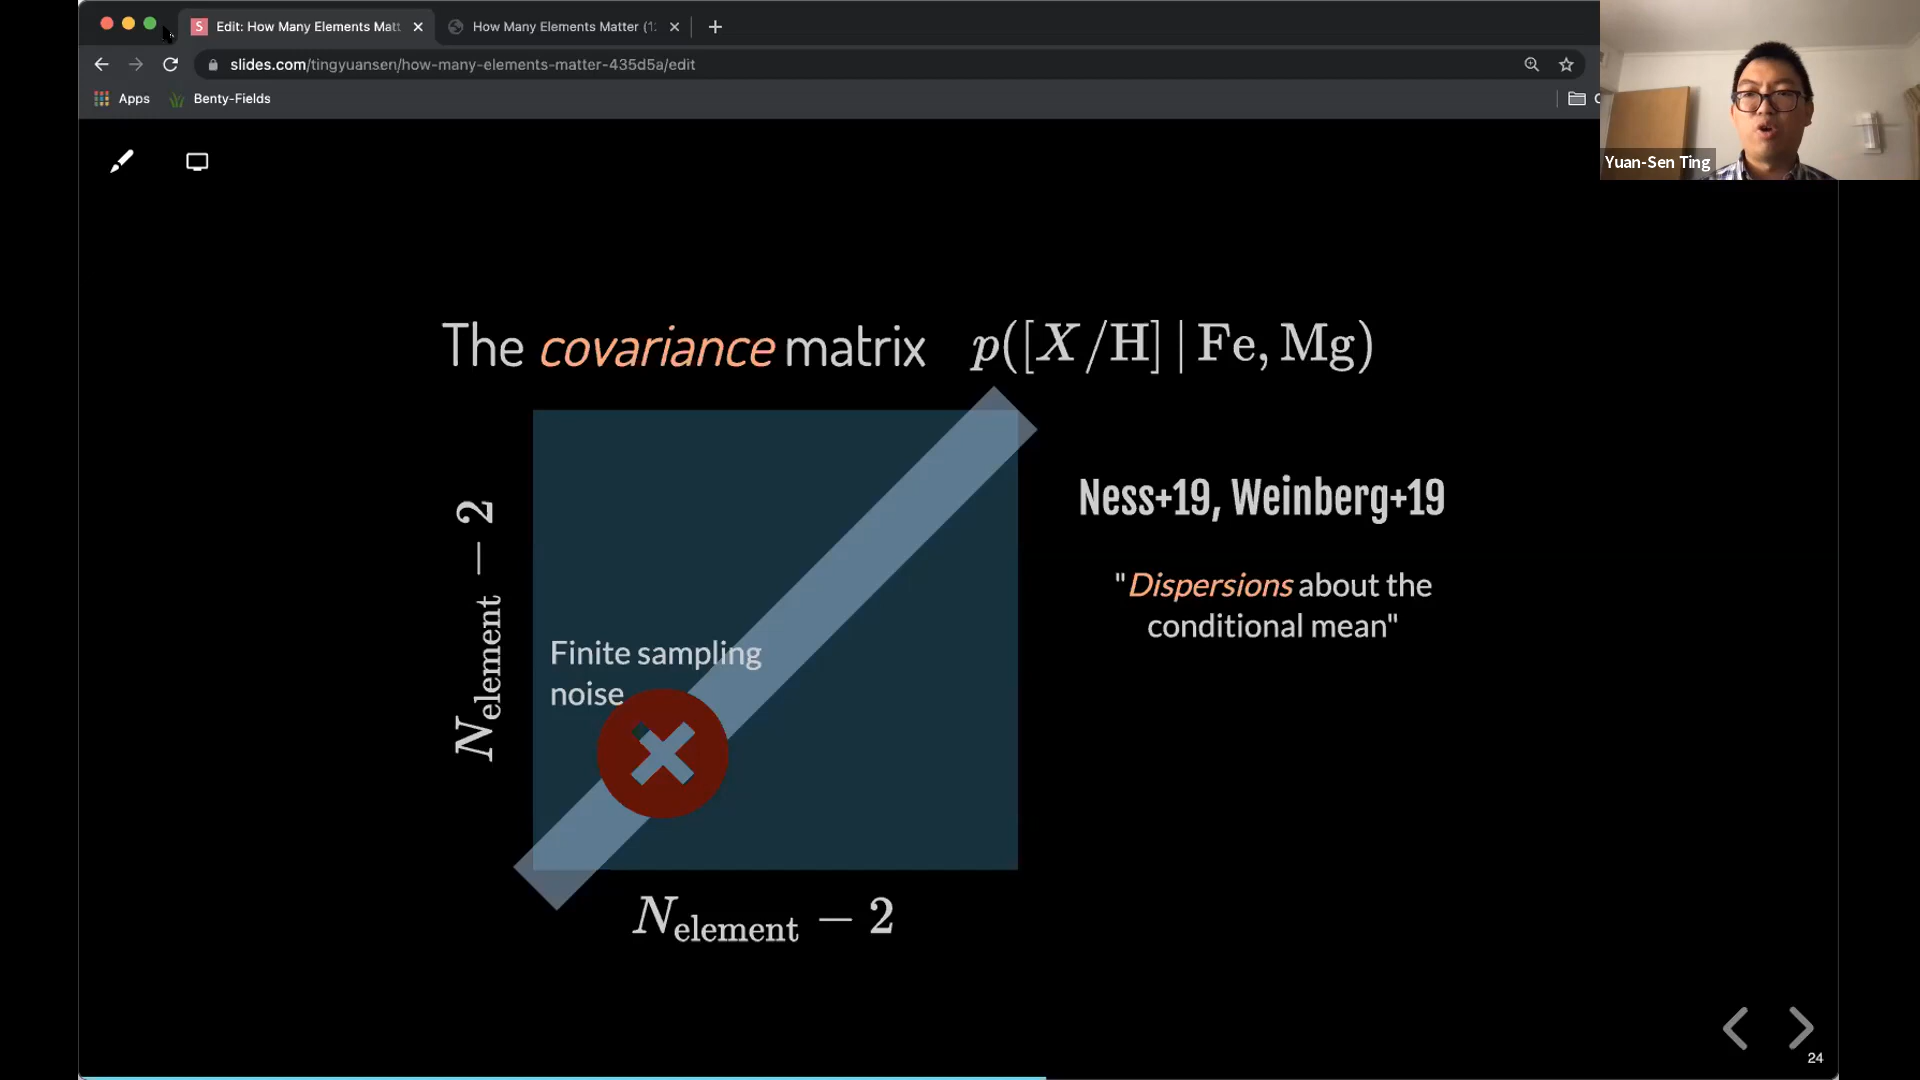 S
Edit: How Many Elements Matt
How Many Elements Matter (1
slides.com/tingyuansen/how-many-elements-matter-435d5a/edit
Apps
Benty-Fields
Yuan-Sen Ting
The covariance matrix p([X/H] | Fe, Mg)
N_element − 2
Finite sampling
noise
Ness+19, Weinberg+19
"Dispersions about the
conditional mean"
N_element − 2
24